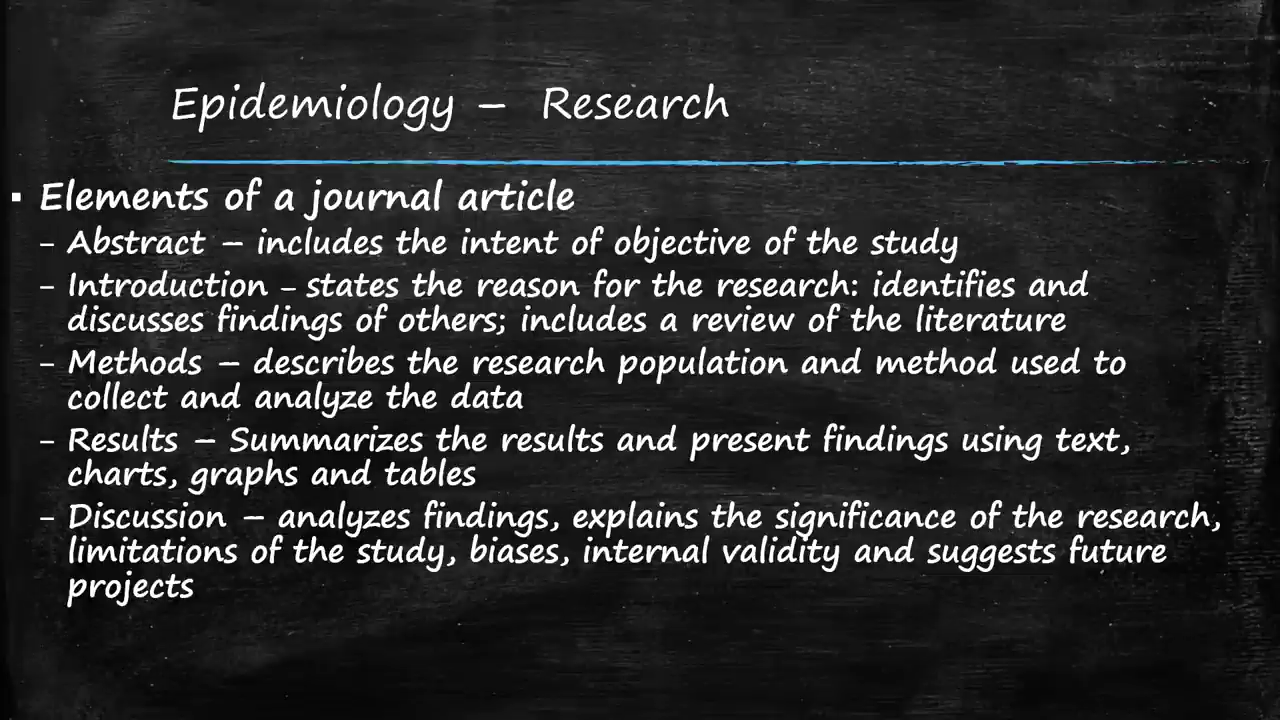 Epidemiology – Research
▪ Elements of a journal article
– Abstract – includes the intent of objective of the study
– Introduction – states the reason for the research: identifies and
discusses findings of others; includes a review of the literature
– Methods – describes the research population and method used to
collect and analyze the data
– Results – Summarizes the results and present findings using text,
charts, graphs and tables
– Discussion – analyzes findings, explains the significance of the research,
limitations of the study, biases, internal validity and suggests future
projects